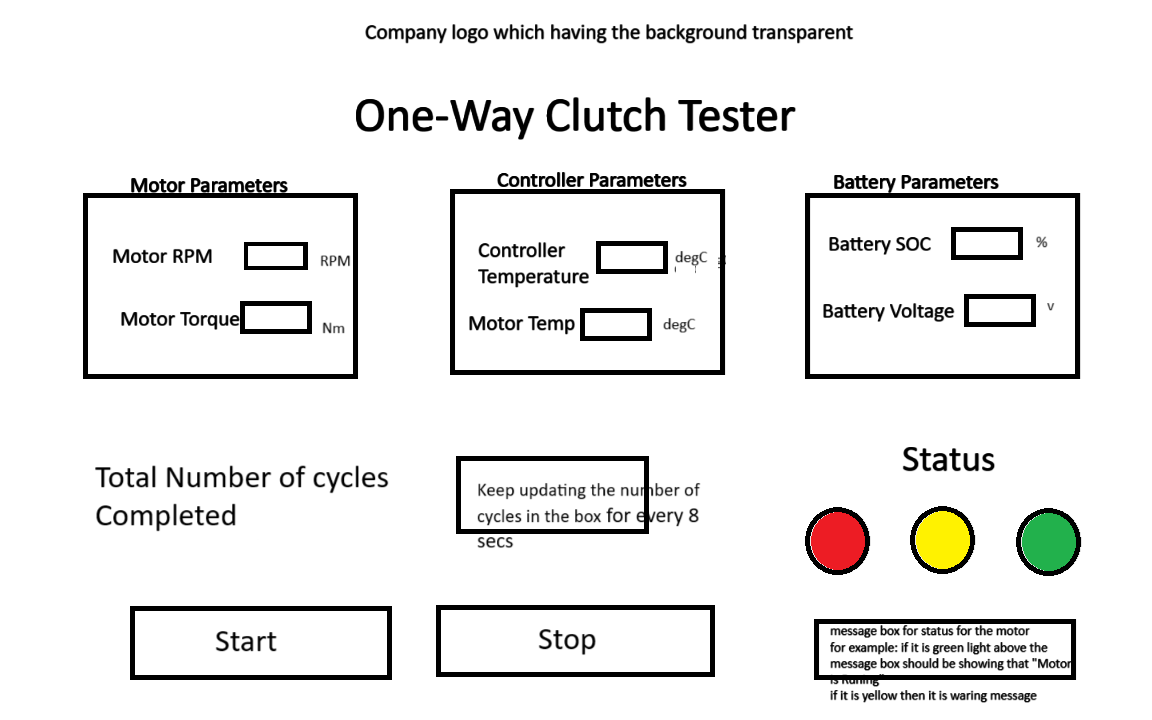 Company logo which having the background transparent
One-Way Clutch Tester
Motor Parameters
Motor RPM
RPM
Motor Torque
Nm
Controller Parameters
Controller
Temperature
degC
Motor Temp
degC
Battery Parameters
Battery SOC
%
Battery Voltage
v
Total Number of cycles
Completed
Keep updating the number of
cycles in the box for every 8
secs
Status
Start
Stop
message box for status for the motor
for example: if it is green light above the
message box should be showing that "Motor
is Runing"
if it is yellow then it is waring message